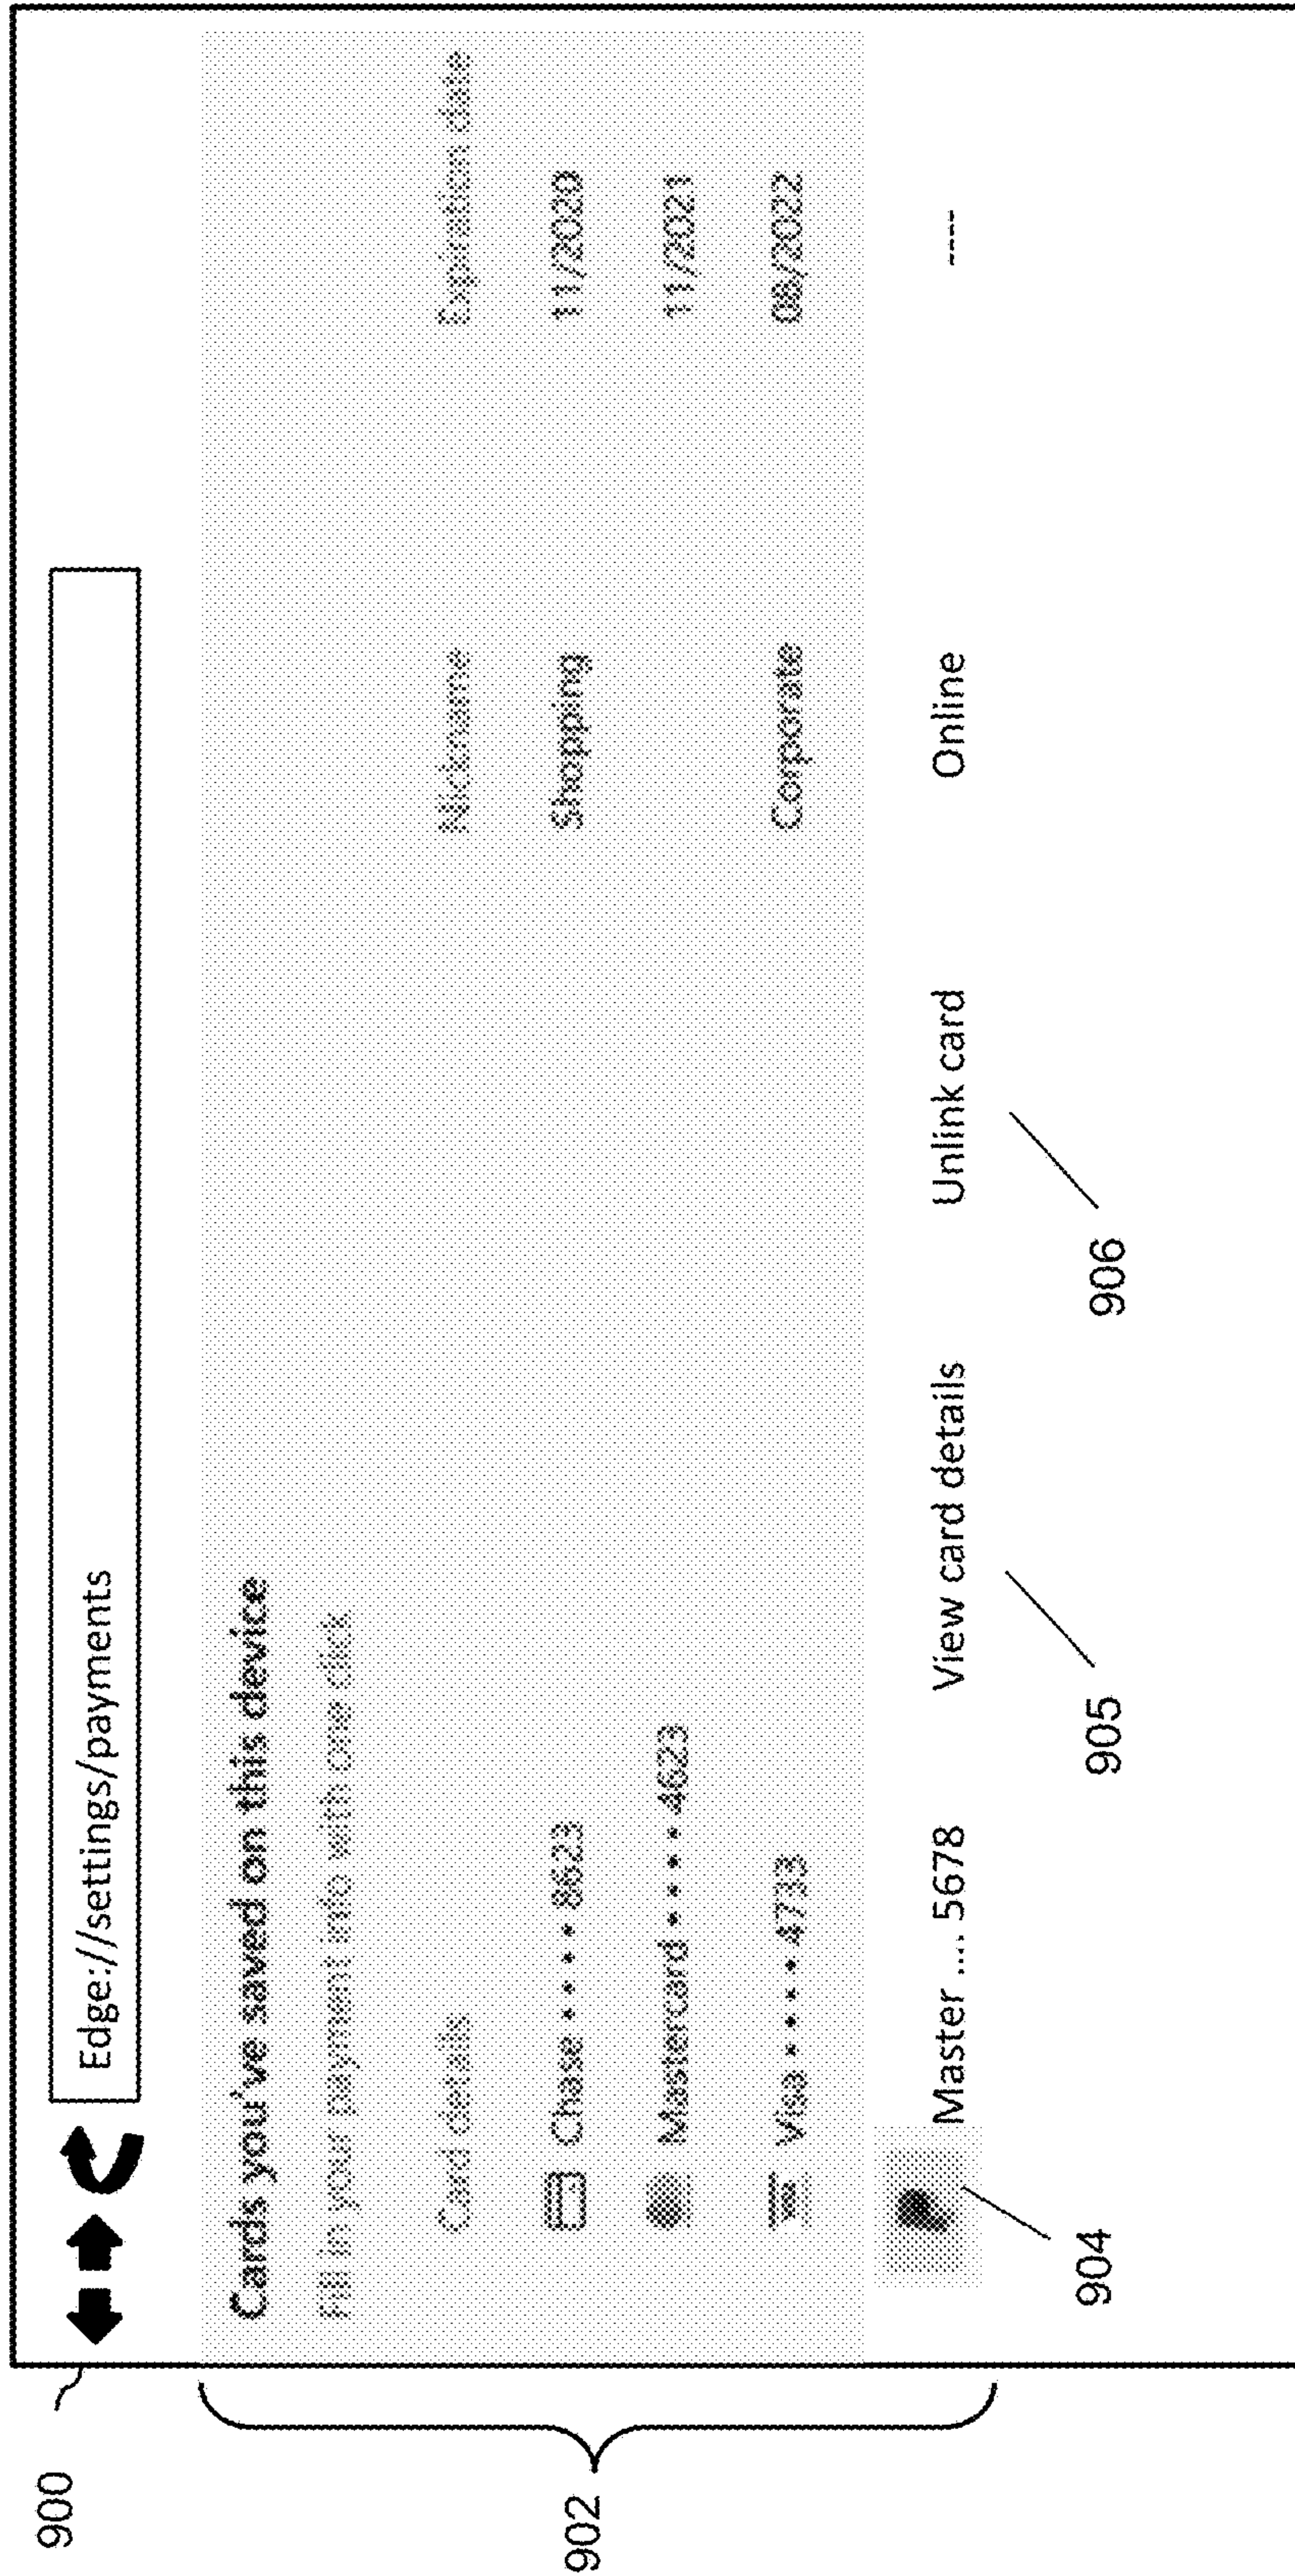 900
Edge://settings/payments
902
Cards you've saved on this device
Fill in your payment info with one click
Card details Nickname Expiration date
Chase • • • • 8623 Shopping 11/2020
Mastercard • • • • 4623 11/2021
Visa • • • • 4733 Corporate 08/2022
Master .... 5678 View card details Unlink card Online ----
904 905 906